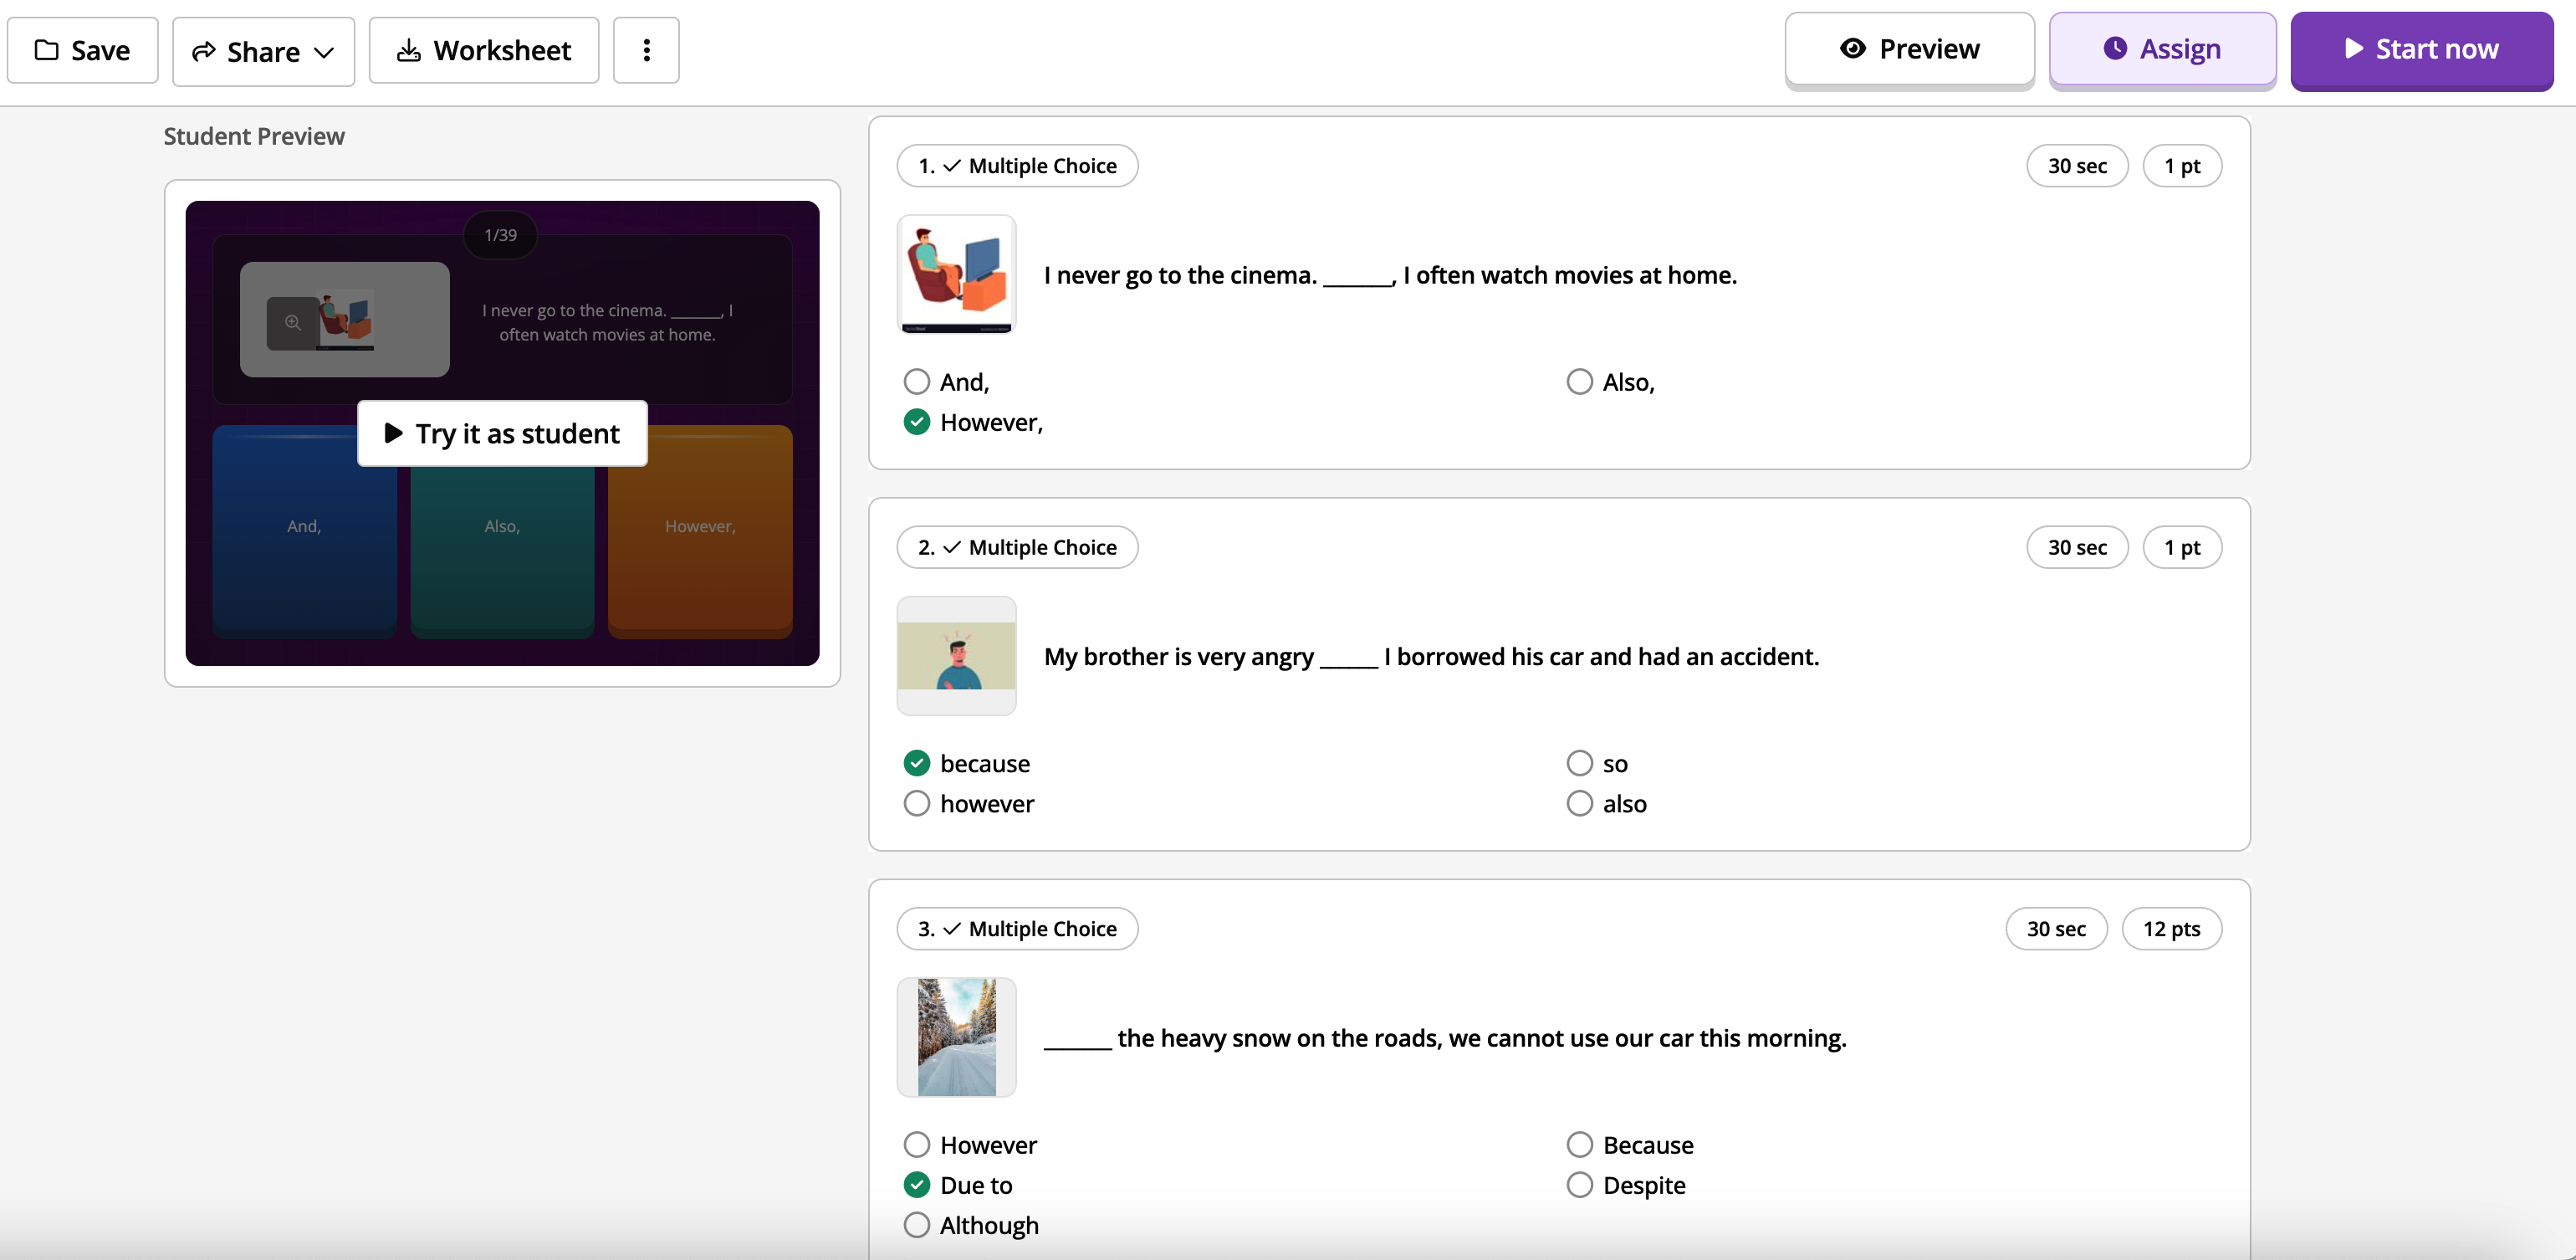 Save
Share
Worksheet
Preview
Assign
Start now
Student Preview
1/39
I never go to the cinema. ______, I
often watch movies at home.
Try it as student
And,
Also,
However,
1. Multiple Choice
30 sec
1 pt
I never go to the cinema. ______, I often watch movies at home.
And,
Also,
However,
2. Multiple Choice
30 sec
1 pt
My brother is very angry _____ I borrowed his car and had an accident.
because
so
however
also
3. Multiple Choice
30 sec
12 pts
______ the heavy snow on the roads, we cannot use our car this morning.
However
Because
Due to
Despite
Although